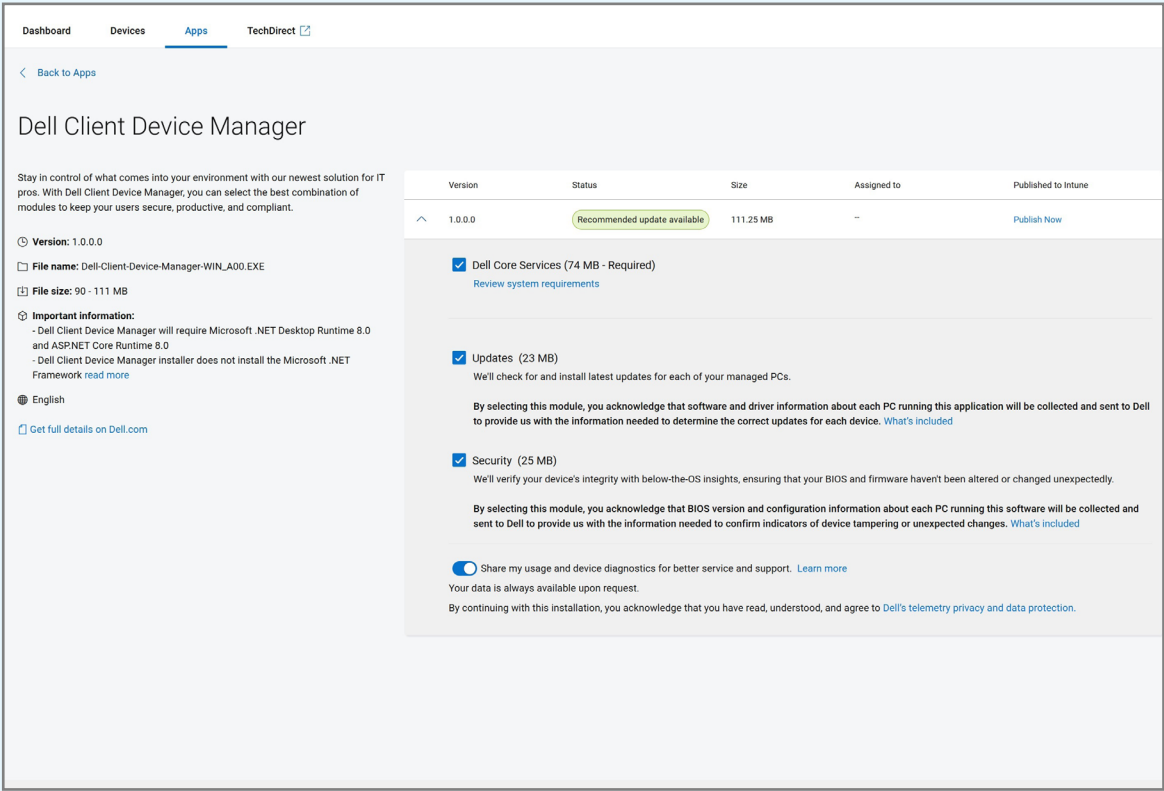 Dashboard Devices Apps TechDirect
Back to Apps
Dell Client Device Manager
Stay in control of what comes into your environment with our newest solution for IT
pros. With Dell Client Device Manager, you can select the best combination of
modules to keep your users secure, productive, and compliant.
Version: 1.0.0.0
File name: Dell-Client-Device-Manager-WIN_A00.EXE
File size: 90 - 111 MB
Important information:
- Dell Client Device Manager will require Microsoft .NET Desktop Runtime 8.0
and ASP.NET Core Runtime 8.0
- Dell Client Device Manager installer does not install the Microsoft .NET
Framework read more
English
Get full details on Dell.com
Version Status Size Assigned to Published to Intune
1.0.0.0 Recommended update available 111.25 MB -- Publish Now
Dell Core Services (74 MB - Required)
Review system requirements
Updates (23 MB)
We'll check for and install latest updates for each of your managed PCs.
By selecting this module, you acknowledge that software and driver information about each PC running this application will be collected and sent to Dell
to provide us with the information needed to determine the correct updates for each device. What's included
Security (25 MB)
We'll verify your device's integrity with below-the-OS insights, ensuring that your BIOS and firmware haven't been altered or changed unexpectedly.
By selecting this module, you acknowledge that BIOS version and configuration information about each PC running this software will be collected and
sent to Dell to provide us with the information needed to confirm indicators of device tampering or unexpected changes. What's included
Share my usage and device diagnostics for better service and support. Learn more
Your data is always available upon request.
By continuing with this installation, you acknowledge that you have read, understood, and agree to Dell's telemetry privacy and data protection.